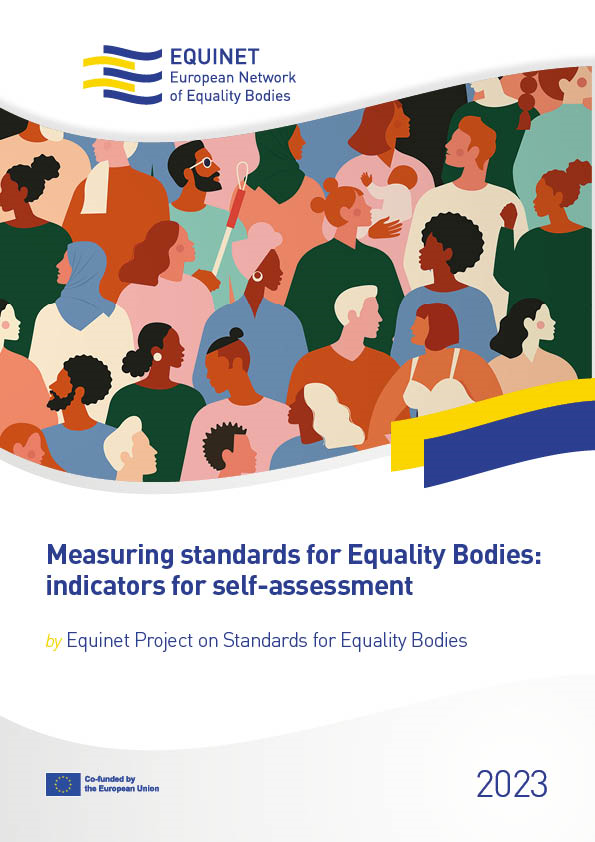 EQUINET
European Network
of Equality Bodies
Measuring standards for Equality Bodies:
indicators for self-assessment
by Equinet Project on Standards for Equality Bodies
Co-funded by
the European Union
2023